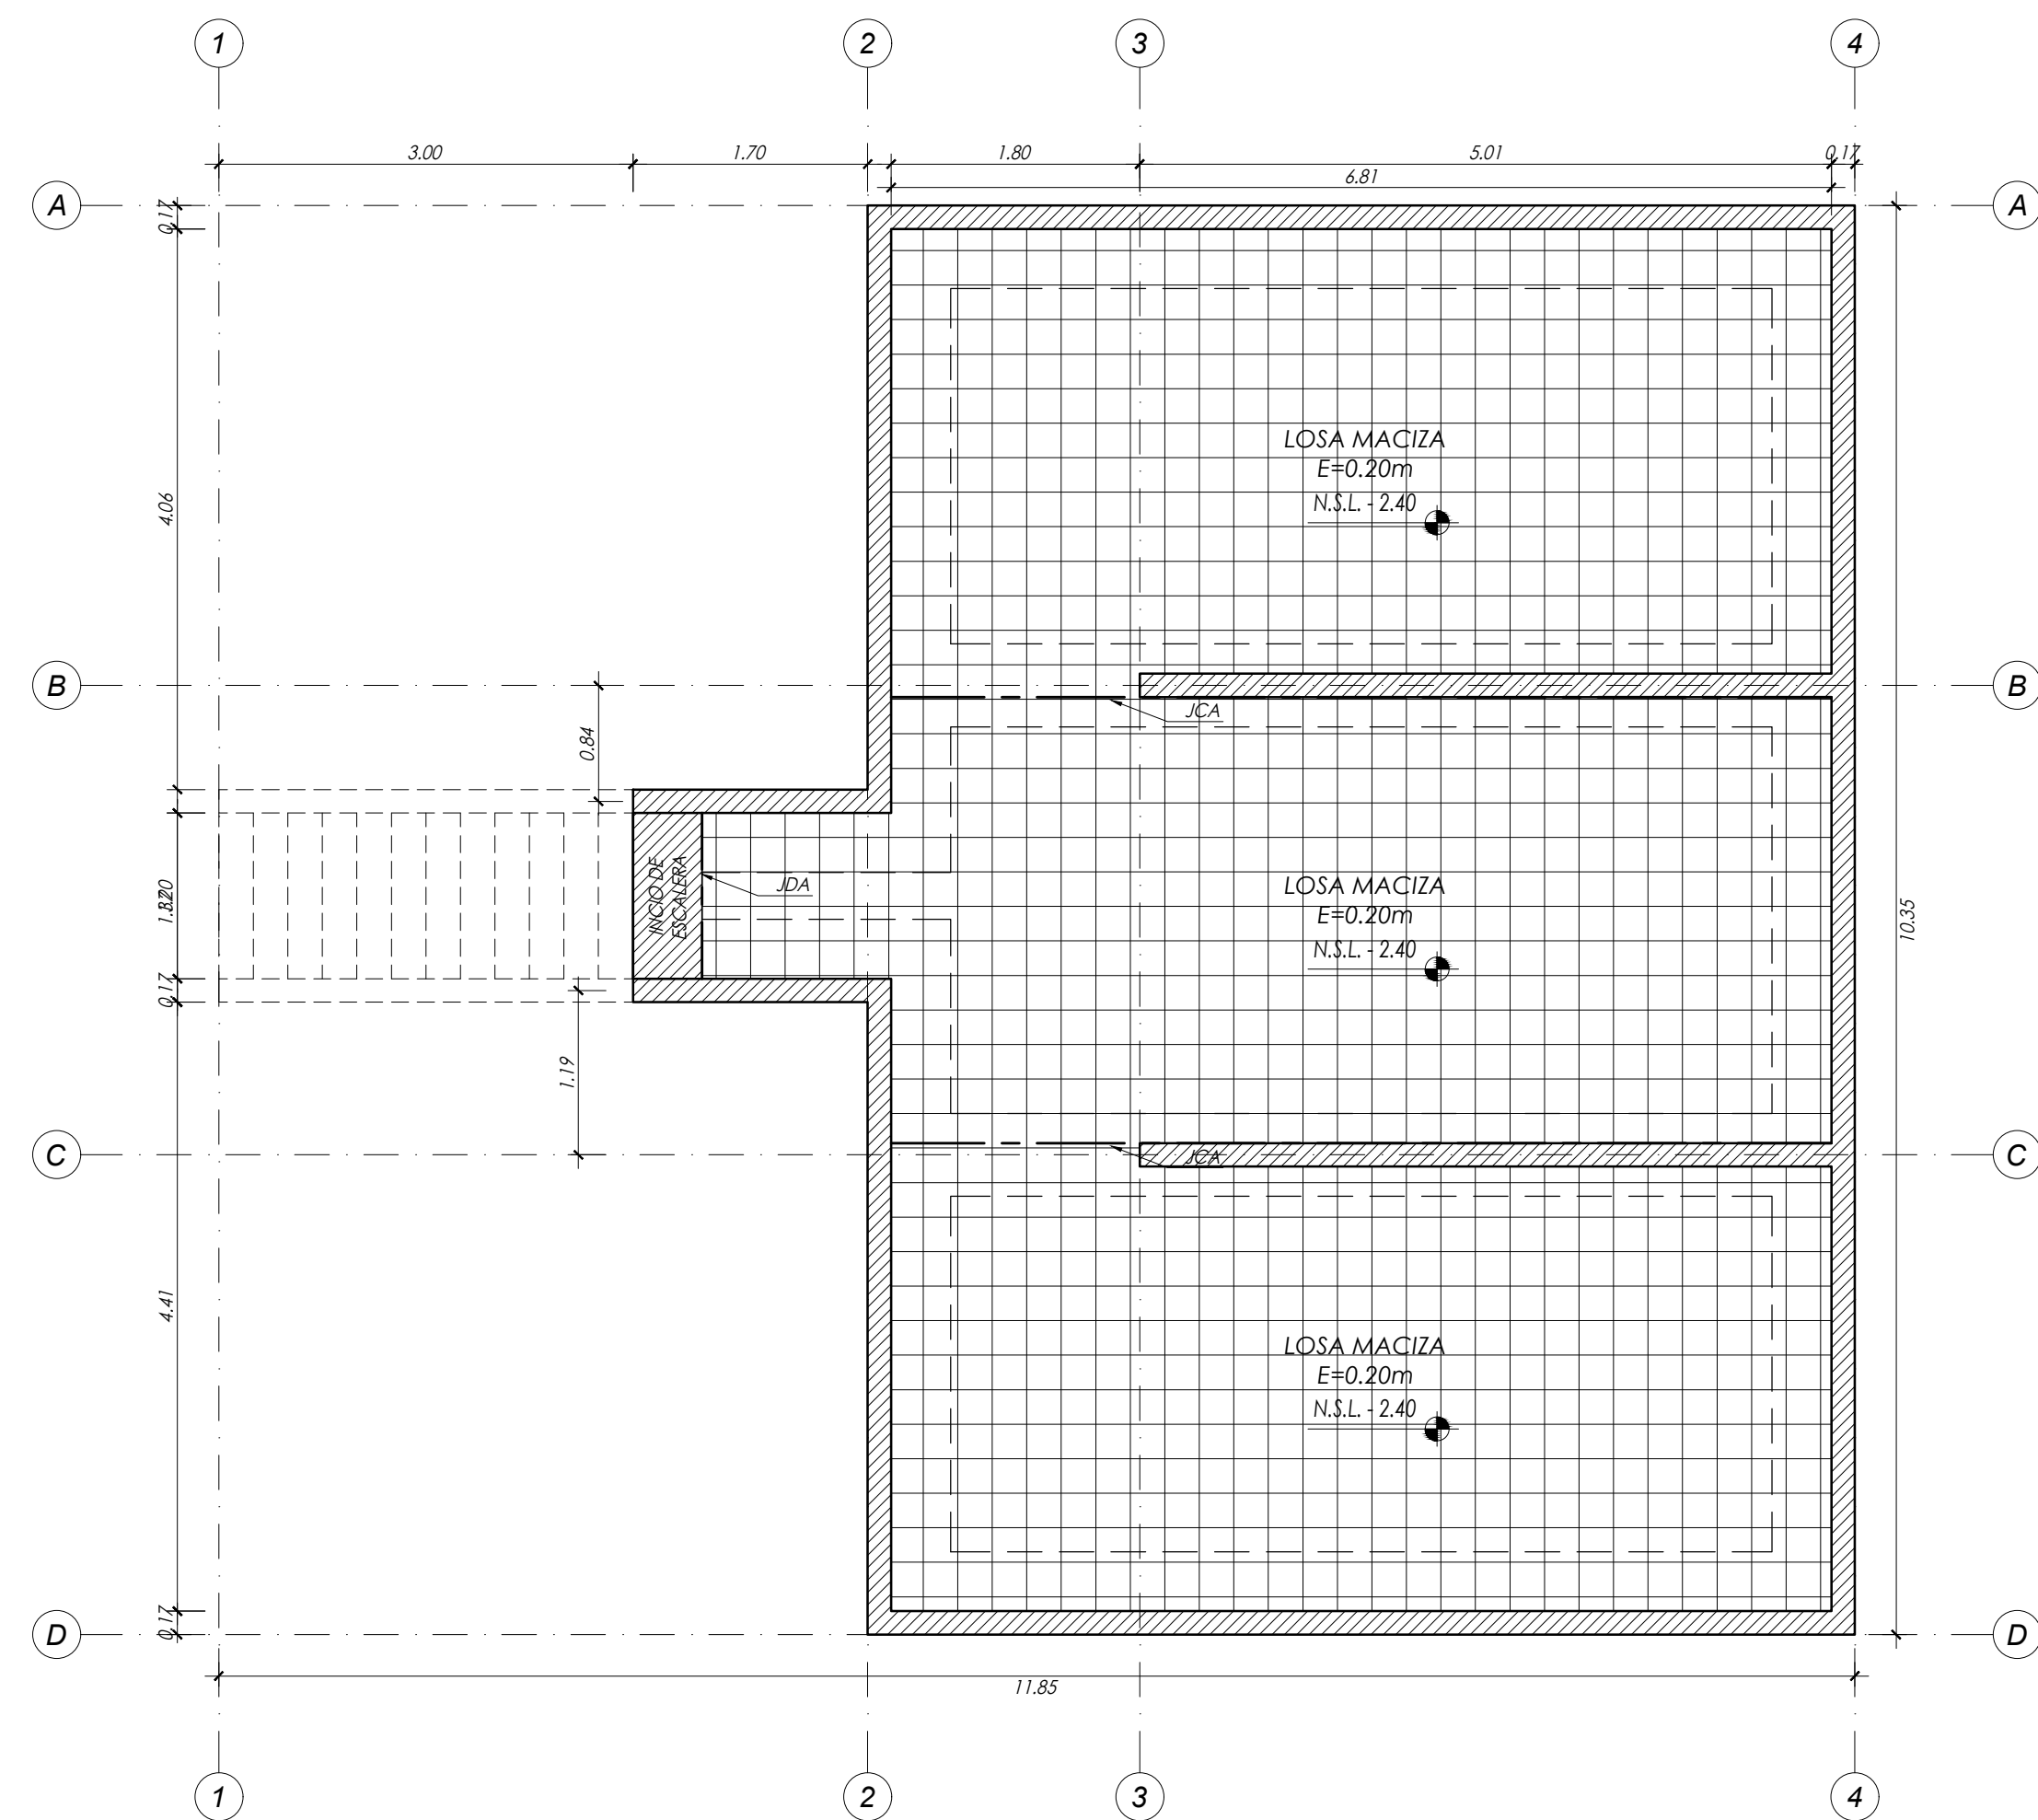 1
2
3
4
3.00
1.70
1.80
5.01
0.17
6.81
A
A
0.17
4.06
LOSA MACIZA
E=0.20m
N.S.L. - 2.40
B
B
JCA
0.84
INCIO DE
ESCALERA
JDA
LOSA MACIZA
E=0.20m
N.S.L. - 2.40
1.20
10.35
0.17
1.19
C
C
JCA
4.41
LOSA MACIZA
E=0.20m
N.S.L. - 2.40
0.17
D
D
11.85
1
2
3
4